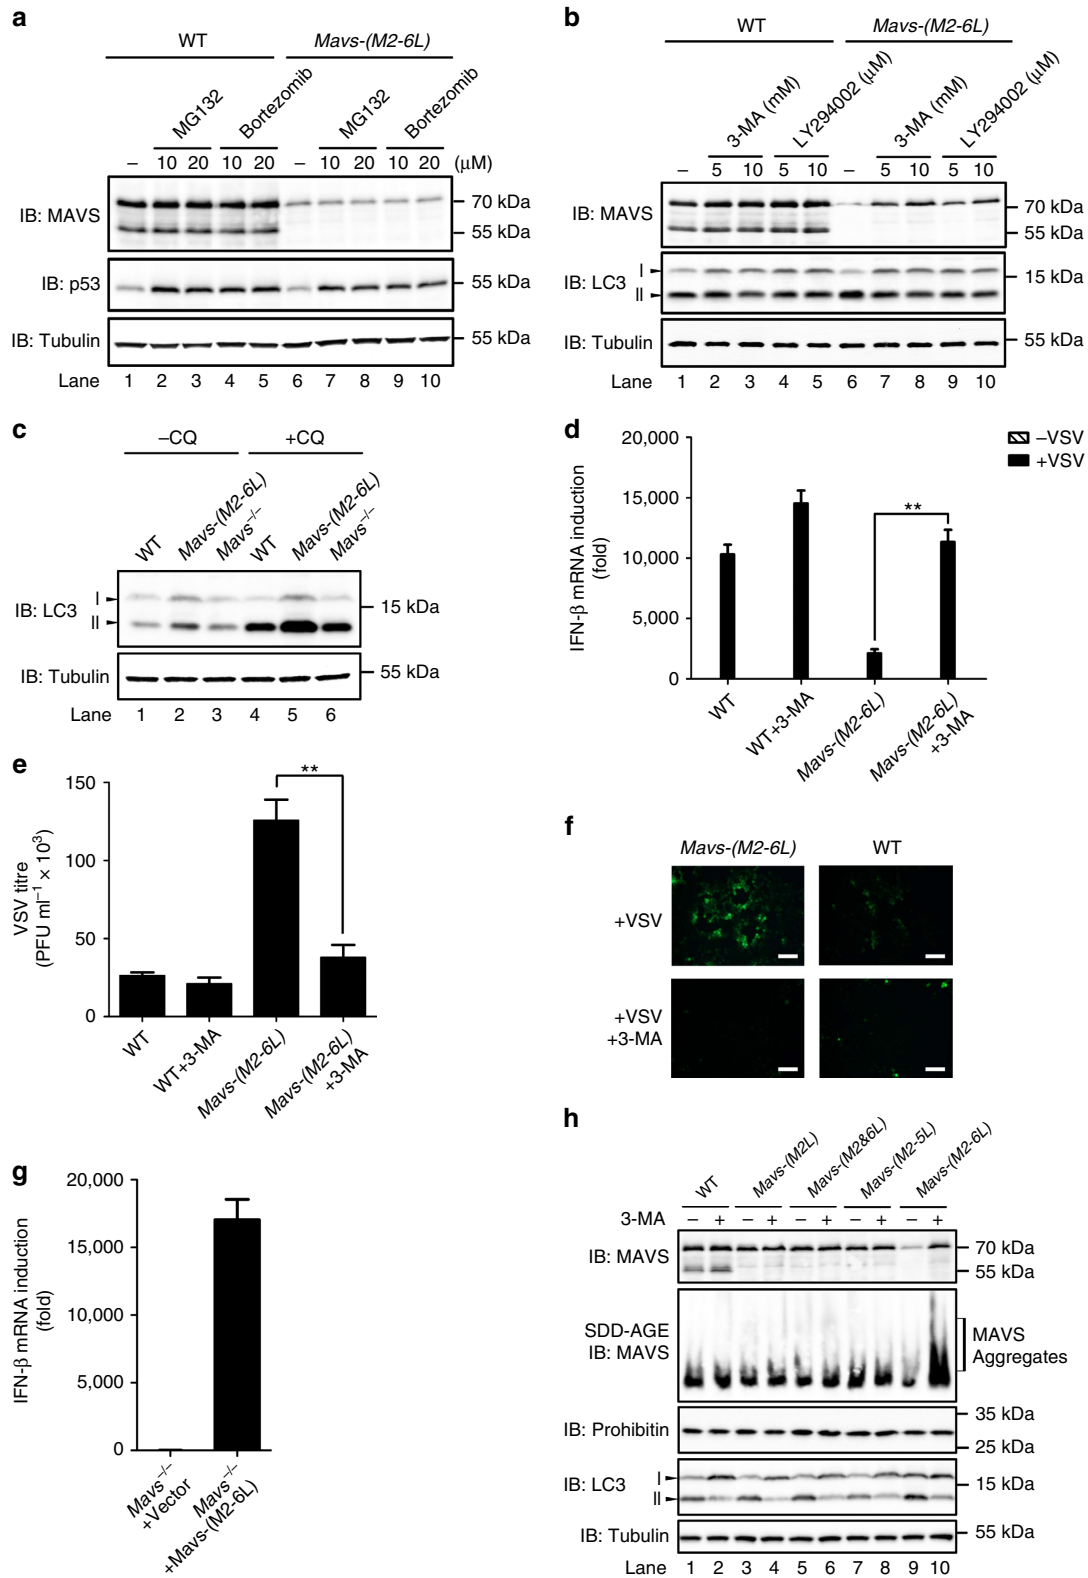 a
WT Mavs-(M2-6L)
MG132 Bortezomib MG132 Bortezomib
– 10 20 10 20 – 10 20 10 20 (μM)
IB: MAVS 70 kDa
55 kDa
IB: p53 55 kDa
IB: Tubulin 55 kDa
Lane 1 2 3 4 5 6 7 8 9 10
b
WT Mavs-(M2-6L)
3-MA (mM) LY294002 (μM) 3-MA (mM) LY294002 (μM)
– 5 10 5 10 – 5 10 5 10
IB: MAVS 70 kDa
55 kDa
IB: LC3 I 15 kDa
II
IB: Tubulin 55 kDa
Lane 1 2 3 4 5 6 7 8 9 10
c
–CQ +CQ
WT Mavs-(M2-6L) Mavs–/– WT Mavs-(M2-6L) Mavs–/–
IB: LC3 I 15 kDa
II
IB: Tubulin 55 kDa
Lane 1 2 3 4 5 6
d
–VSV
+VSV
IFN-β mRNA induction
(fold)
20,000
15,000
10,000
5,000
0
**
WT WT+3-MA Mavs-(M2-6L) Mavs-(M2-6L)
+3-MA
e
VSV titre
(PFU ml–1 × 103)
150
100
50
0
**
WT WT+3-MA Mavs-(M2-6L) Mavs-(M2-6L)
+3-MA
f
Mavs-(M2-6L) WT
+VSV
+VSV
+3-MA
g
IFN-β mRNA induction
(fold)
20,000
15,000
10,000
5,000
0
Mavs–/–
+Vector
Mavs–/–
+Mavs-(M2-6L)
h
WT Mavs-(M2L) Mavs-(M2&6L) Mavs-(M2-5L) Mavs-(M2-6L)
3-MA – + – + – + – + – +
IB: MAVS 70 kDa
55 kDa
SDD-AGE
IB: MAVS
MAVS
Aggregates
IB: Prohibitin 35 kDa
25 kDa
IB: LC3 I 15 kDa
II
IB: Tubulin 55 kDa
Lane 1 2 3 4 5 6 7 8 9 10